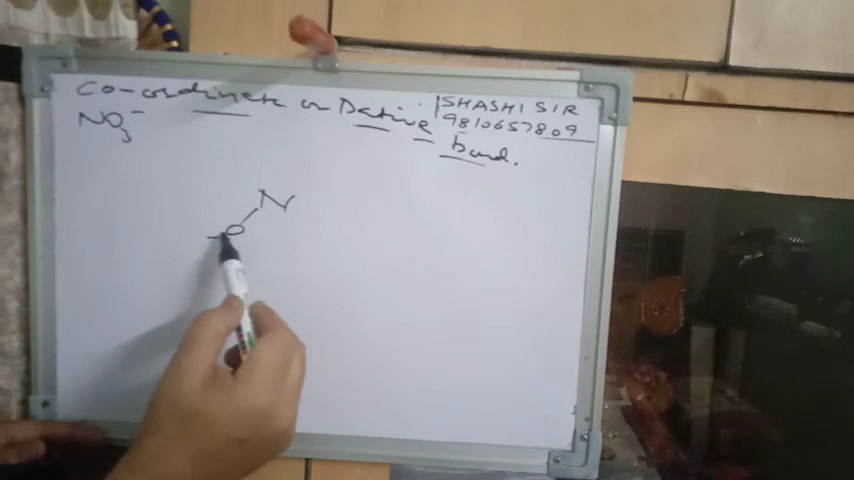 Co-ordinate or Dative
SHASHI SIR
9810657809
bond.
NO3-
N
-O